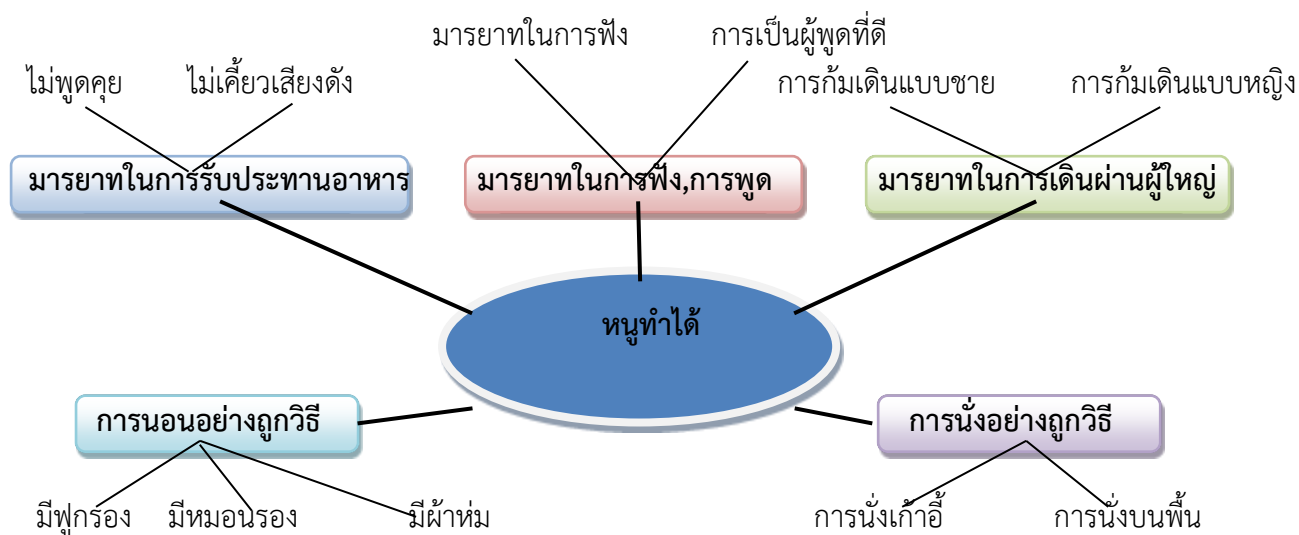 มารยาทในการฟัง
การเป็นผู้พูดที่ดี
ไม่พูดคุย
ไม่เคี้ยวเสียงดัง
การก้มเดินแบบชาย
การก้มเดินแบบหญิง
มารยาทในการรับประทานอาหาร
มารยาทในการฟัง,การพูด
มารยาทในการเดินผ่านผู้ใหญ่
หนูทำได้
การนอนอย่างถูกวิธี
การนั่งอย่างถูกวิธี
มีฟูกรอง
มีหมอนรอง
มีผ้าห่ม
การนั่งเก้าอี้
การนั่งบนพื้น